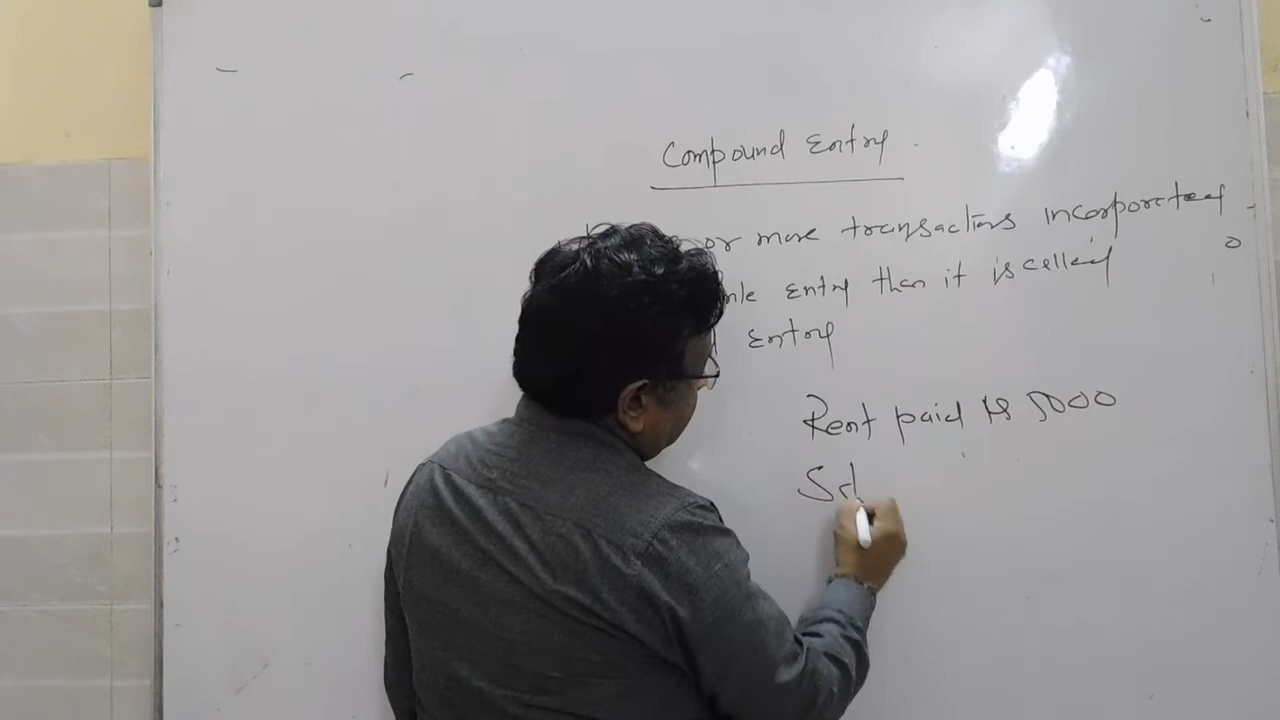 Compound Entry
or more transactions incorporated
entry then it is called
entry
Rent paid Rs 5000